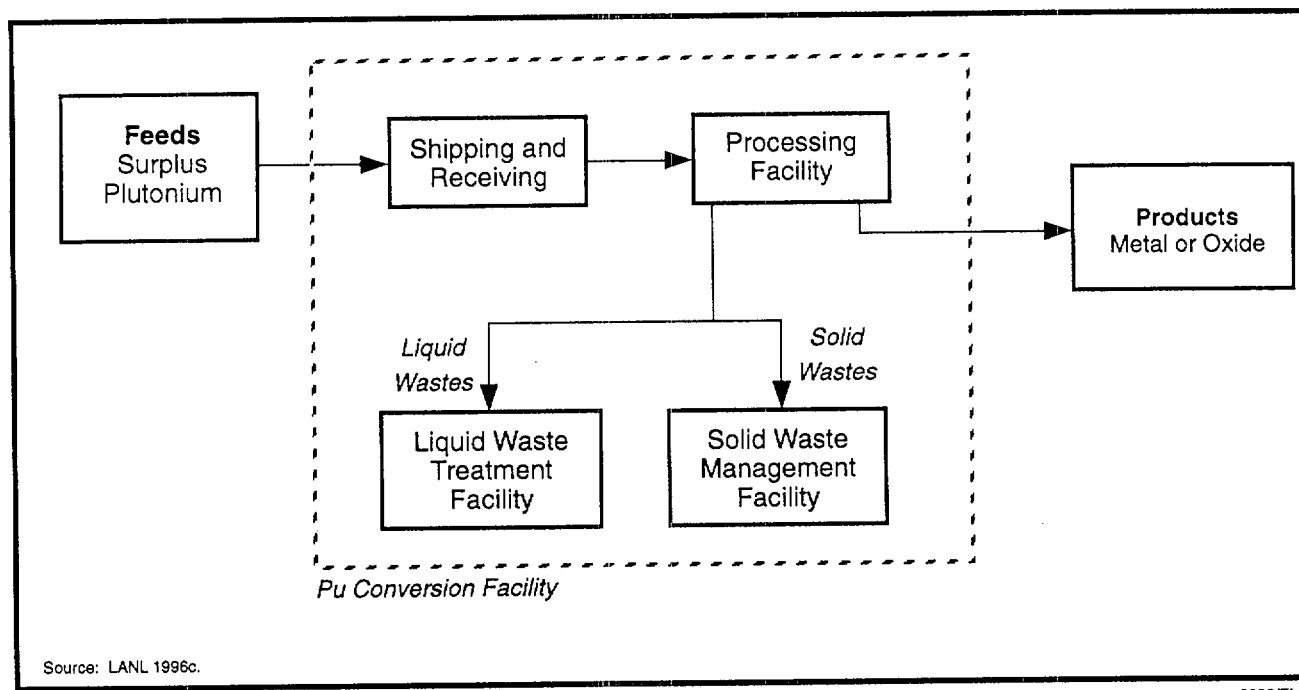 Feeds
Surplus
Plutonium
Shipping and
Receiving
Processing
Facility
Products
Metal or Oxide
Liquid
Wastes
Solid
Wastes
Liquid Waste
Treatment
Facility
Solid Waste
Management
Facility
Pu Conversion Facility
Source: LANL 1996c.